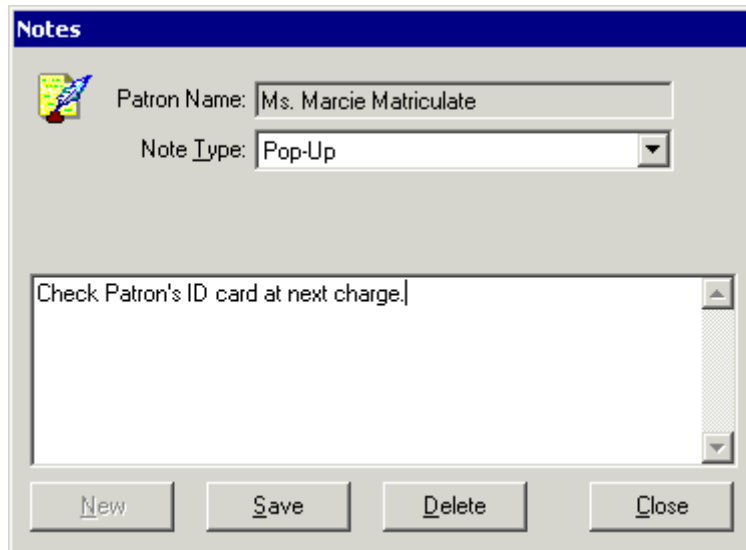 Notes
Patron Name: Ms. Marcie Matriculate
Note Type: Pop-Up
Check Patron's ID card at next charge.
New Save Delete Close